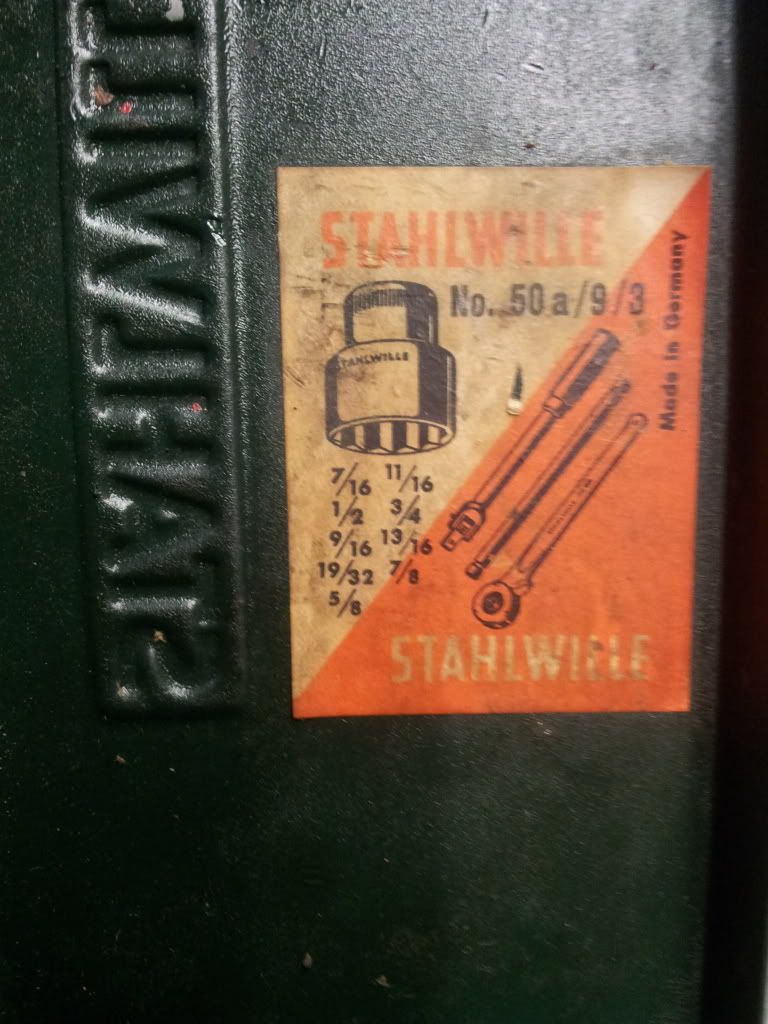 STAHLWILLE
STAHLWILLE
No. 50a/9/3
Made in Germany
STAHLWILLE
7/16 11/16
1/2 3/4
9/16 13/16
19/32 7/8
5/8
STAHLWILLE